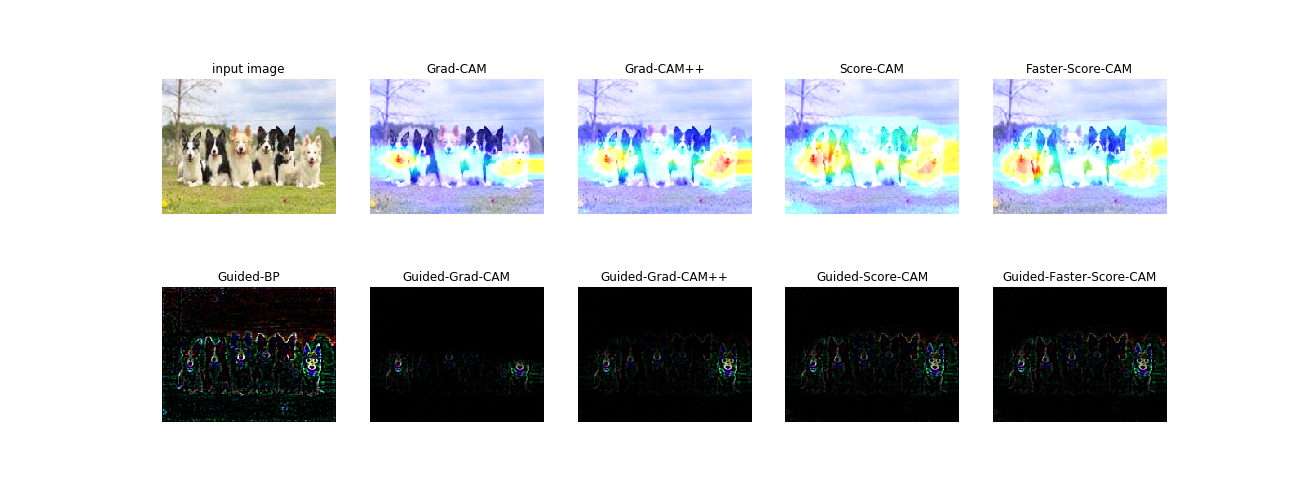 input image
Grad-CAM
Grad-CAM++
Score-CAM
Faster-Score-CAM
Guided-BP
Guided-Grad-CAM
Guided-Grad-CAM++
Guided-Score-CAM
Guided-Faster-Score-CAM